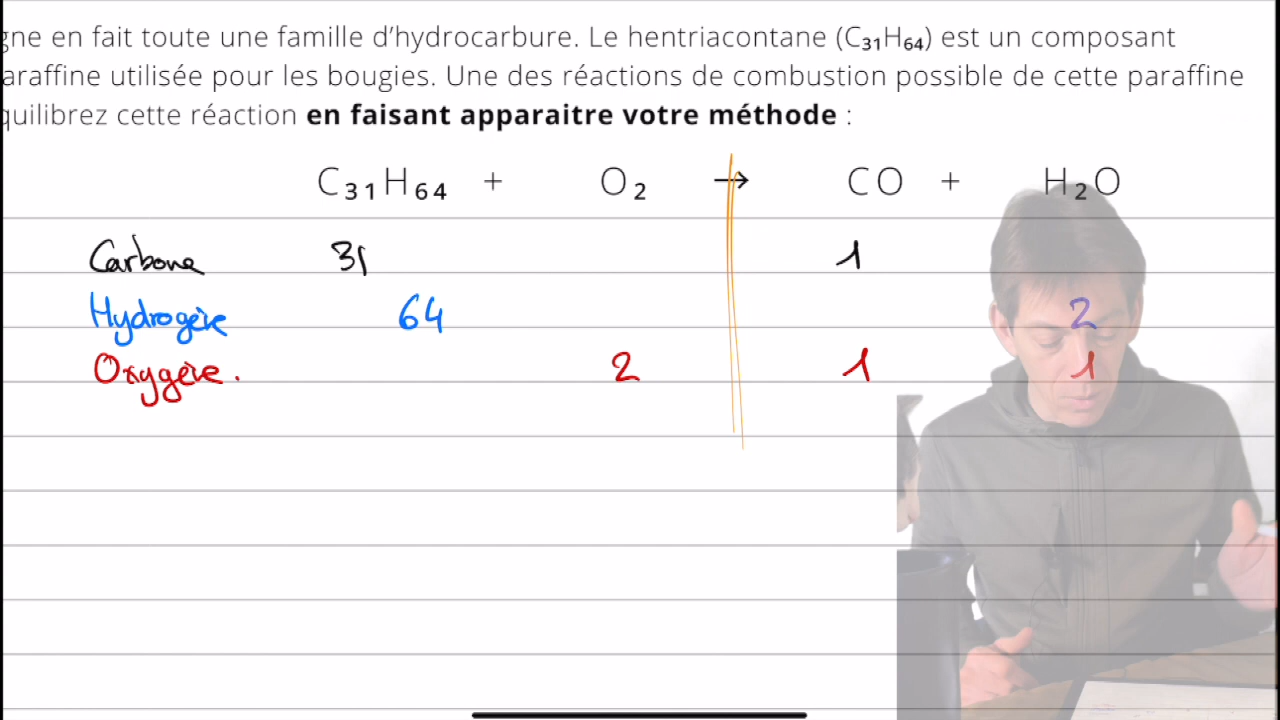 gne en fait toute une famille d’hydrocarbure. Le hentriacontane (C₃₁H₆₄) est un composant
araffine utilisée pour les bougies. Une des réactions de combustion possible de cette paraffine
quilibrez cette réaction en faisant apparaitre votre méthode :
C₃₁H₆₄ + O₂ → CO + H₂O
Carbone 31 1
Hydrogène 64 2
Oxygène. 2 1 1